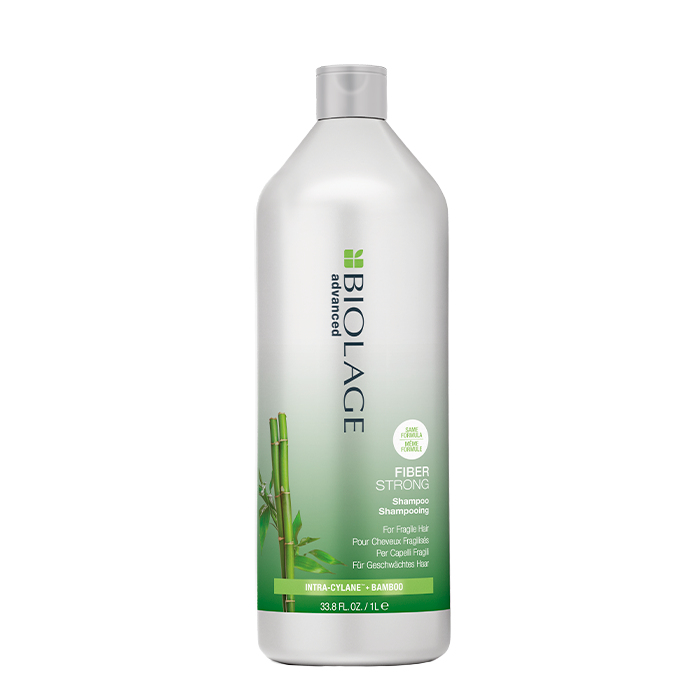 BIOLAGE
advanced
SAME
FORMULA
MÊME
FORMULE
FIBER
STRONG
Shampoo
Shampooing
For Fragile Hair
Pour Cheveux Fragilisés
Per Capelli Fragili
Für Geschwächtes Haar
INTRA-CYLANE™ + BAMBOO
33.8 FL. OZ. / 1L ℮